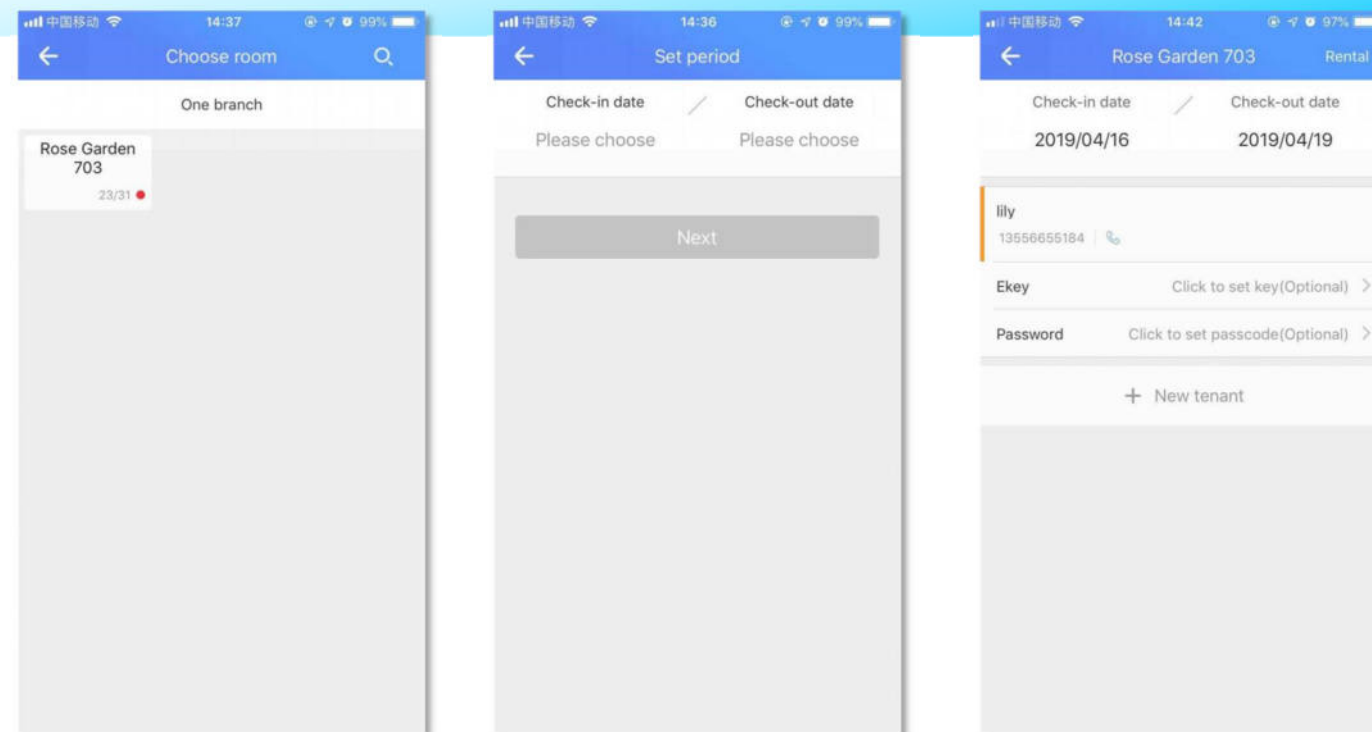 中国移动 14:37 99%
Choose room
One branch
Rose Garden
703
23/31
中国移动 14:36 99%
Set period
Check-in date / Check-out date
Please choose Please choose
Next
中国移动 14:42 97%
Rose Garden 703 Rental
Check-in date / Check-out date
2019/04/16 2019/04/19
lily
13556655184
Ekey Click to set key(Optional) >
Password Click to set passcode(Optional) >
+ New tenant